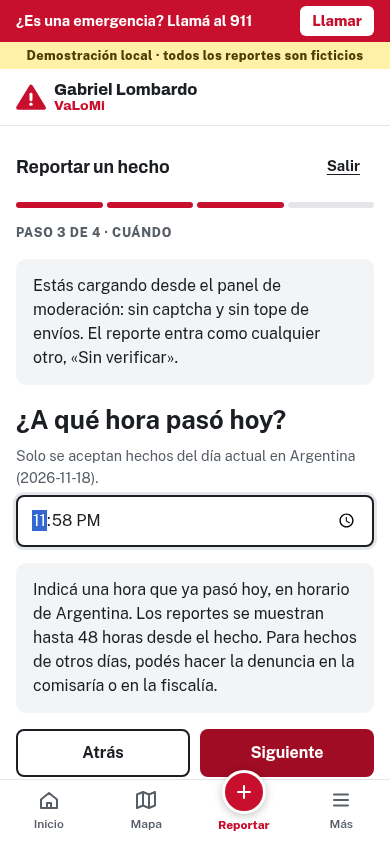 ¿Es una emergencia? Llamá al 911
Llamar
Demostración local · todos los reportes son ficticios
Gabriel Lombardo
VaLoMi
Reportar un hecho
Salir
PASO 3 DE 4 · CUÁNDO
Estás cargando desde el panel de
moderación: sin captcha y sin tope de
envíos. El reporte entra como cualquier
otro, «Sin verificar».
¿A qué hora pasó hoy?
Solo se aceptan hechos del día actual en Argentina
(2026-11-18).
11:58 PM
Indicá una hora que ya pasó hoy, en horario
de Argentina. Los reportes se muestran
hasta 48 horas desde el hecho. Para hechos
de otros días, podés hacer la denuncia en la
comisaría o en la fiscalía.
Atrás
Siguiente
Inicio
Mapa
Reportar
Más